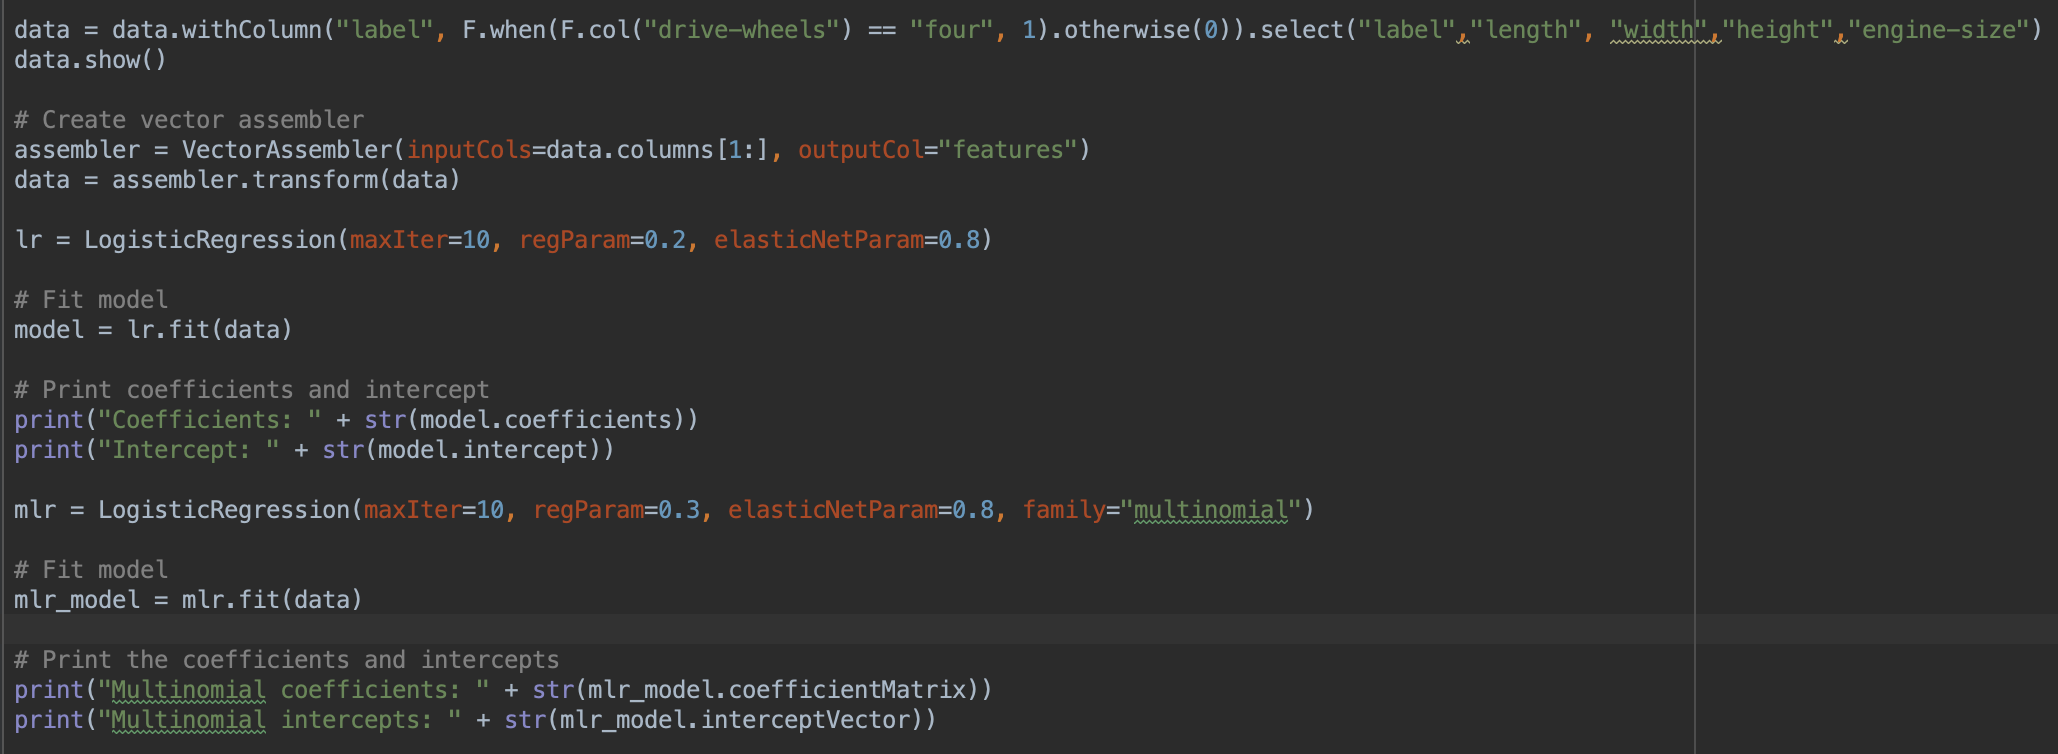 data = data.withColumn("label", F.when(F.col("drive-wheels") == "four", 1).otherwise(0)).select("label","length", "width","height","engine-size")
data.show()
# Create vector assembler
assembler = VectorAssembler(inputCols=data.columns[1:], outputCol="features")
data = assembler.transform(data)
lr = LogisticRegression(maxIter=10, regParam=0.2, elasticNetParam=0.8)
# Fit model
model = lr.fit(data)
# Print coefficients and intercept
print("Coefficients: " + str(model.coefficients))
print("Intercept: " + str(model.intercept))
mlr = LogisticRegression(maxIter=10, regParam=0.3, elasticNetParam=0.8, family="multinomial")
# Fit model
mlr_model = mlr.fit(data)
# Print the coefficients and intercepts
print("Multinomial coefficients: " + str(mlr_model.coefficientMatrix))
print("Multinomial intercepts: " + str(mlr_model.interceptVector))